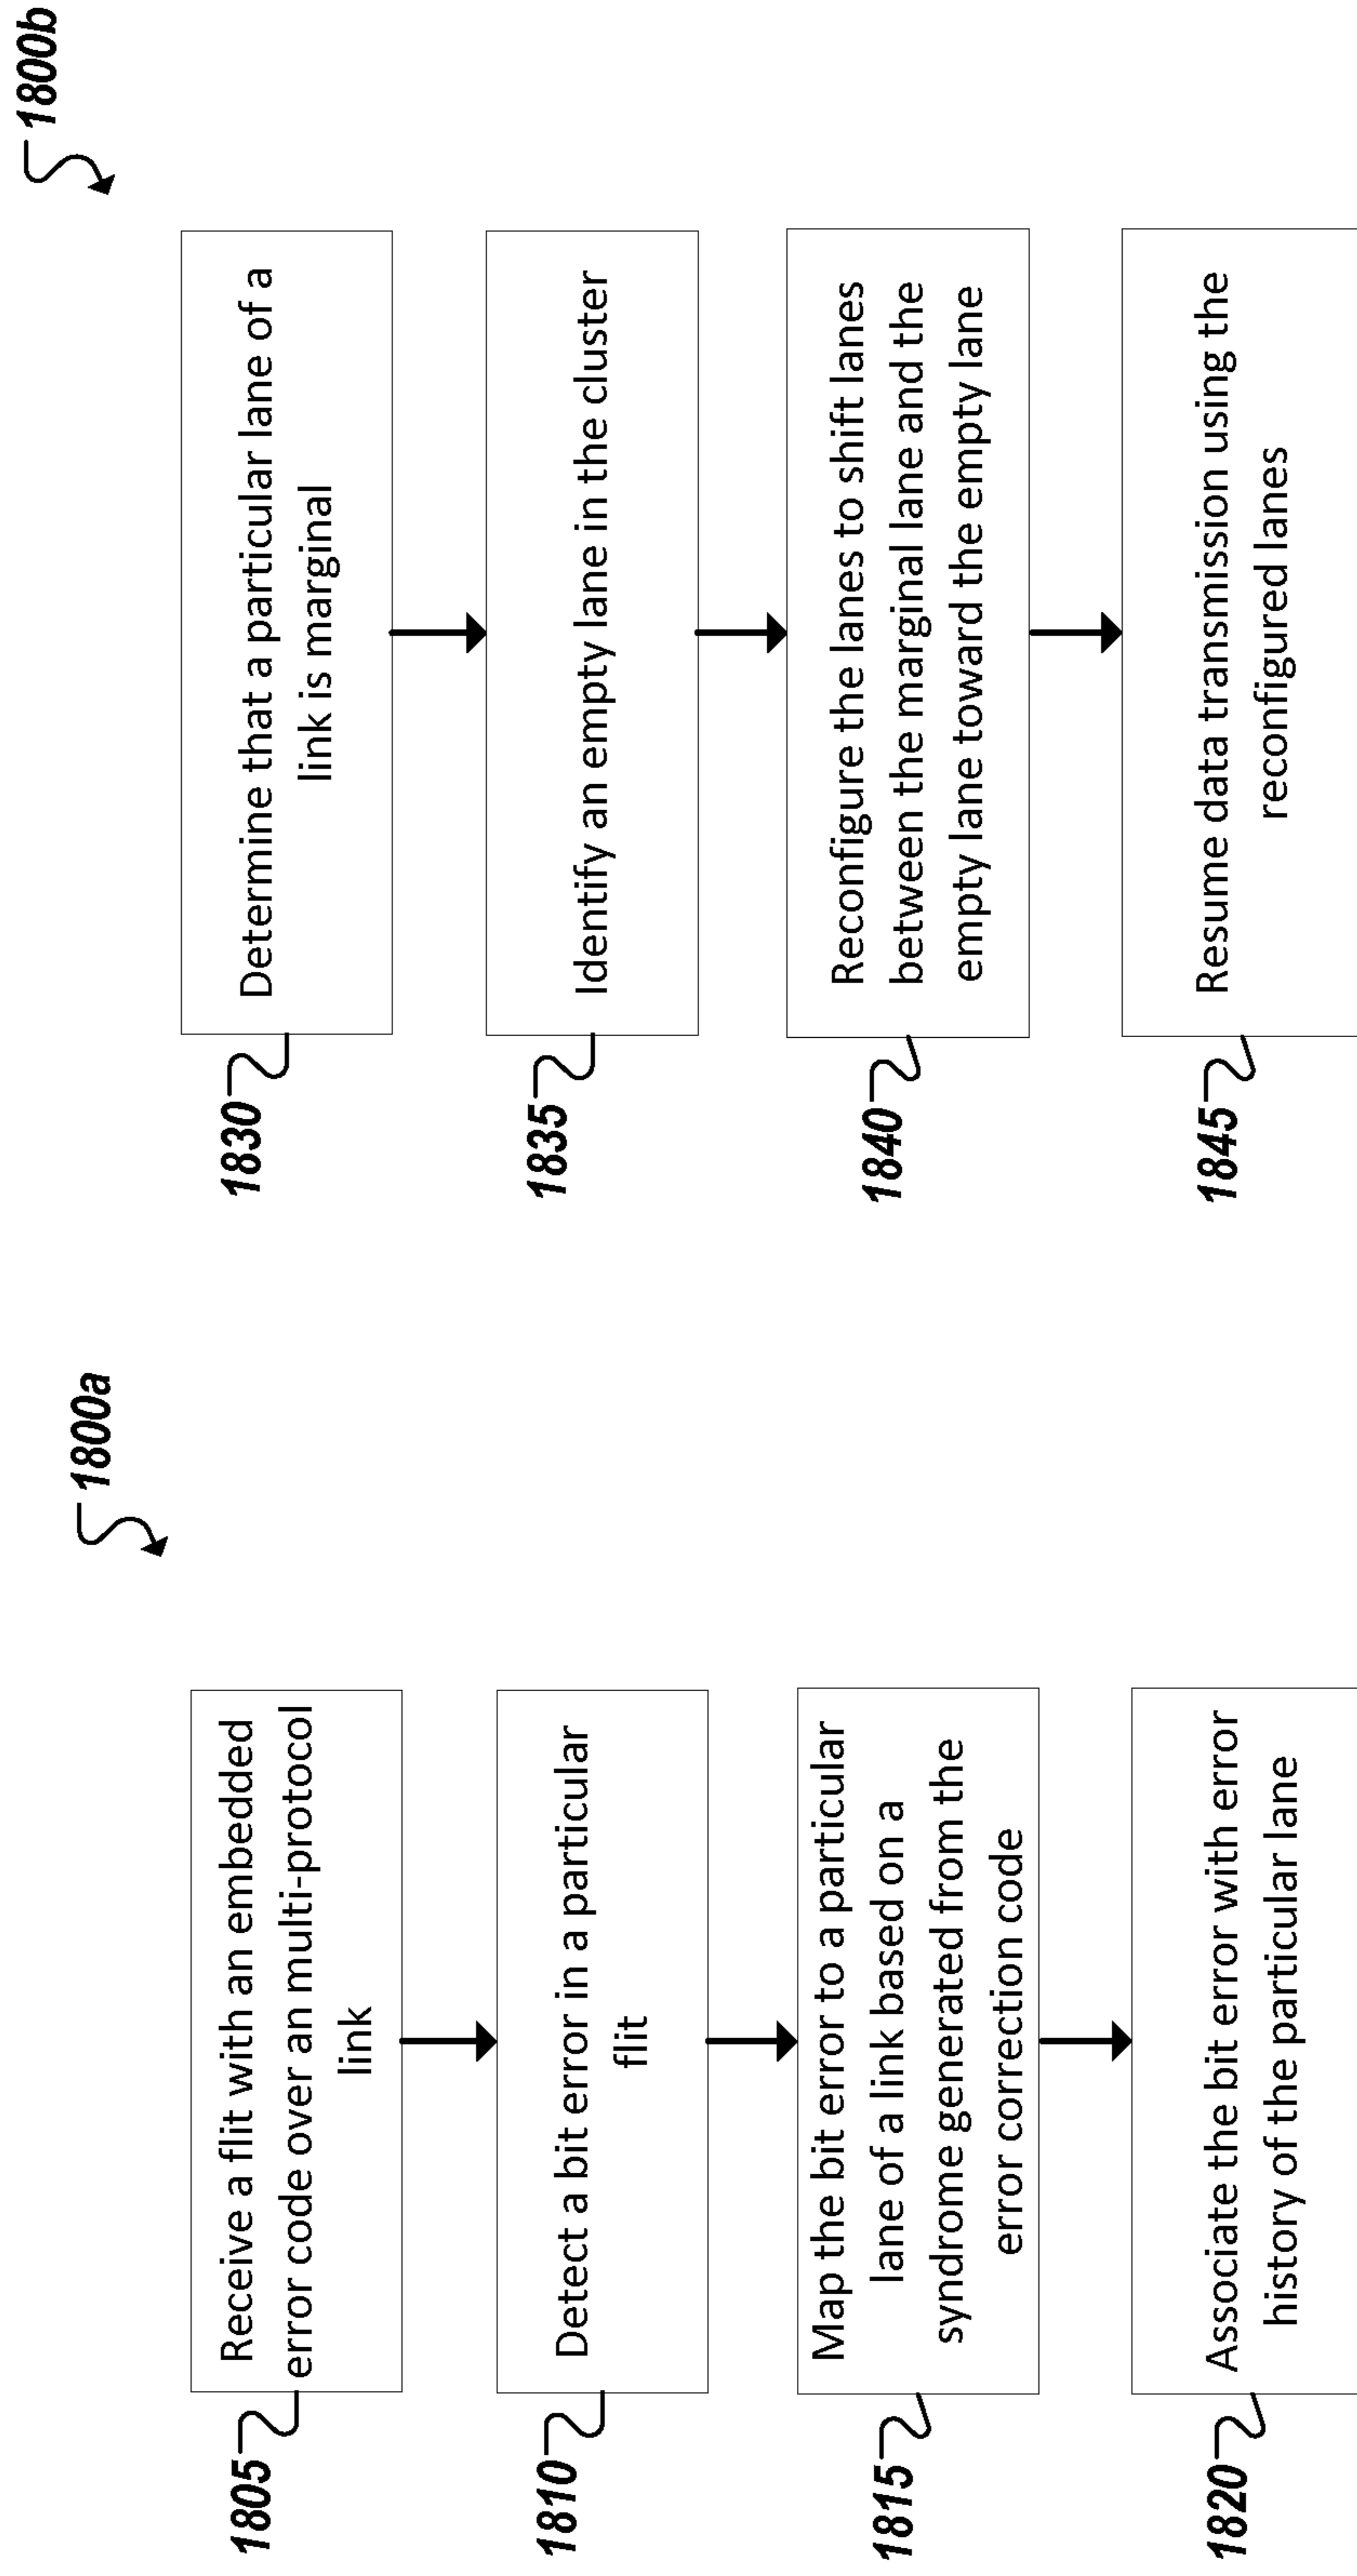 1800a
1805
Receive a flit with an embedded
error code over an multi-protocol
link
1810
Detect a bit error in a particular
flit
1815
Map the bit error to a particular
lane of a link based on a
syndrome generated from the
error correction code
1820
Associate the bit error with error
history of the particular lane
1800b
1830
Determine that a particular lane of a
link is marginal
1835
Identify an empty lane in the cluster
1840
Reconfigure the lanes to shift lanes
between the marginal lane and the
empty lane toward the empty lane
1845
Resume data transmission using the
reconfigured lanes